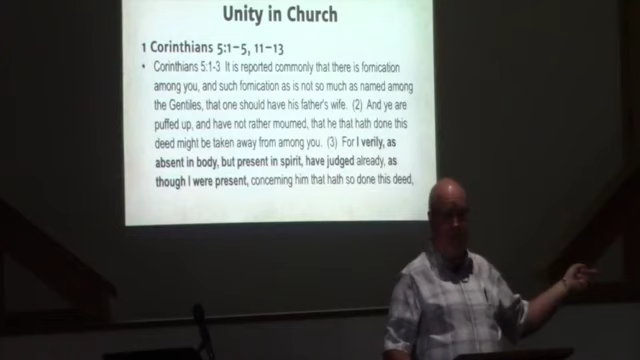 Unity in Church
1 Corinthians 5:1-5, 11-13
• Corinthians 5:1-3 It is reported commonly that there is fornication
among you, and such fornication as is not so much as named among
the Gentiles, that one should have his father's wife. (2) And ye are
puffed up, and have not rather mourned, that he that hath done this
deed might be taken away from among you. (3) For I verily, as
absent in body, but present in spirit, have judged already, as
though I were present, concerning him that hath so done this deed,